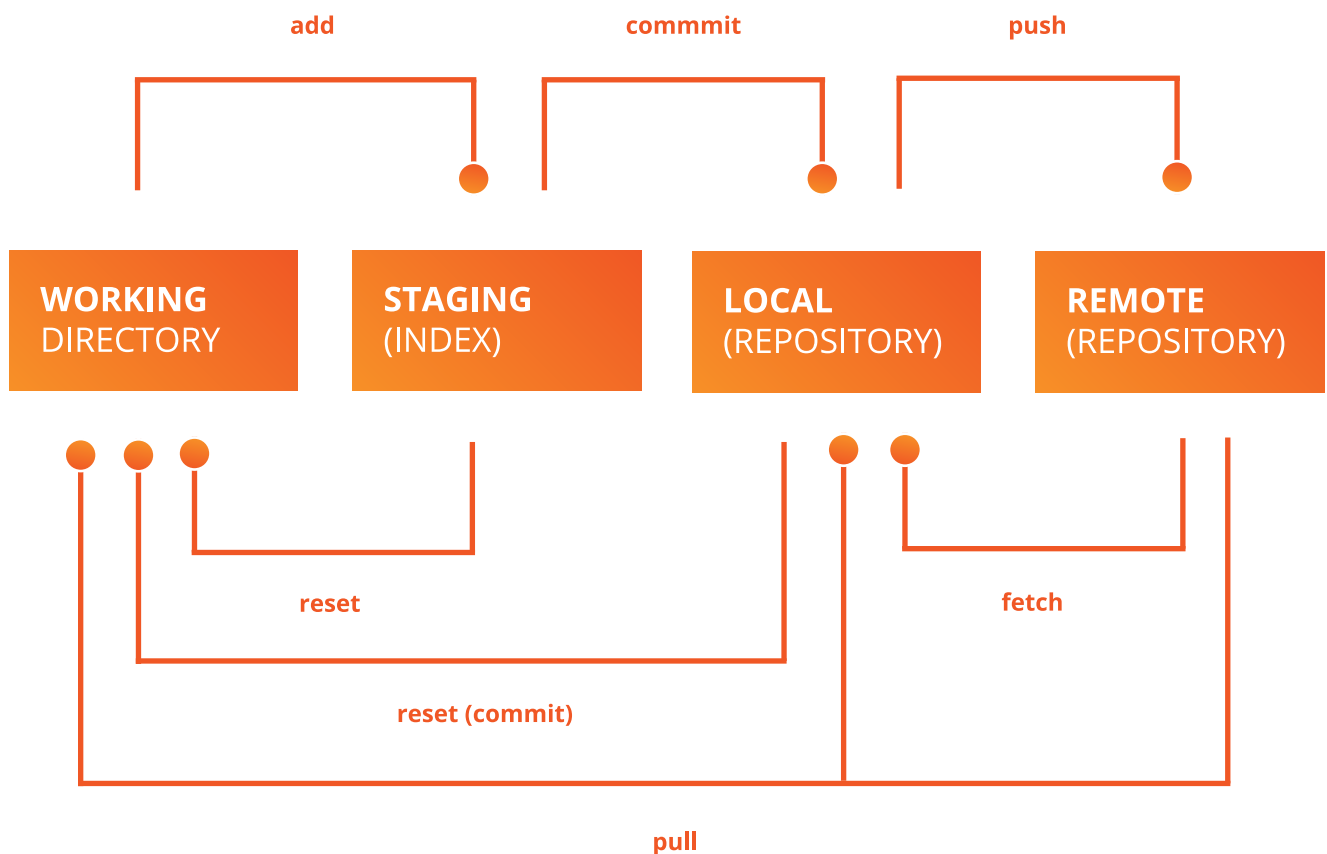 add
commmit
push
WORKING
DIRECTORY
STAGING
(INDEX)
LOCAL
(REPOSITORY)
REMOTE
(REPOSITORY)
reset
fetch
reset (commit)
pull